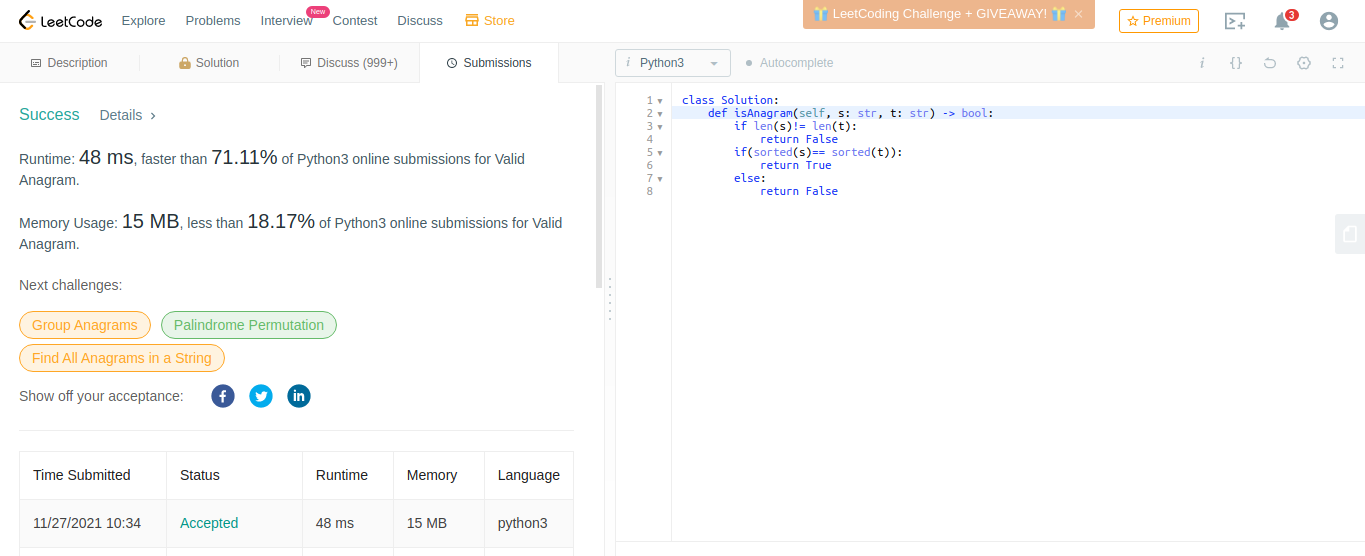 LeetCode Explore Problems Interview New Contest Discuss Store LeetCoding Challenge + GIVEAWAY! × Premium 3
Description Solution Discuss (999+) Submissions i Python3 Autocomplete i {}
Success Details >
Runtime: 48 ms, faster than 71.11% of Python3 online submissions for Valid
Anagram.
Memory Usage: 15 MB, less than 18.17% of Python3 online submissions for Valid
Anagram.
Next challenges:
Group Anagrams Palindrome Permutation
Find All Anagrams in a String
Show off your acceptance:
Time Submitted Status Runtime Memory Language
11/27/2021 10:34 Accepted 48 ms 15 MB python3
1 class Solution:
2 def isAnagram(self, s: str, t: str) -> bool:
3 if len(s)!= len(t):
4 return False
5 if(sorted(s)== sorted(t)):
6 return True
7 else:
8 return False